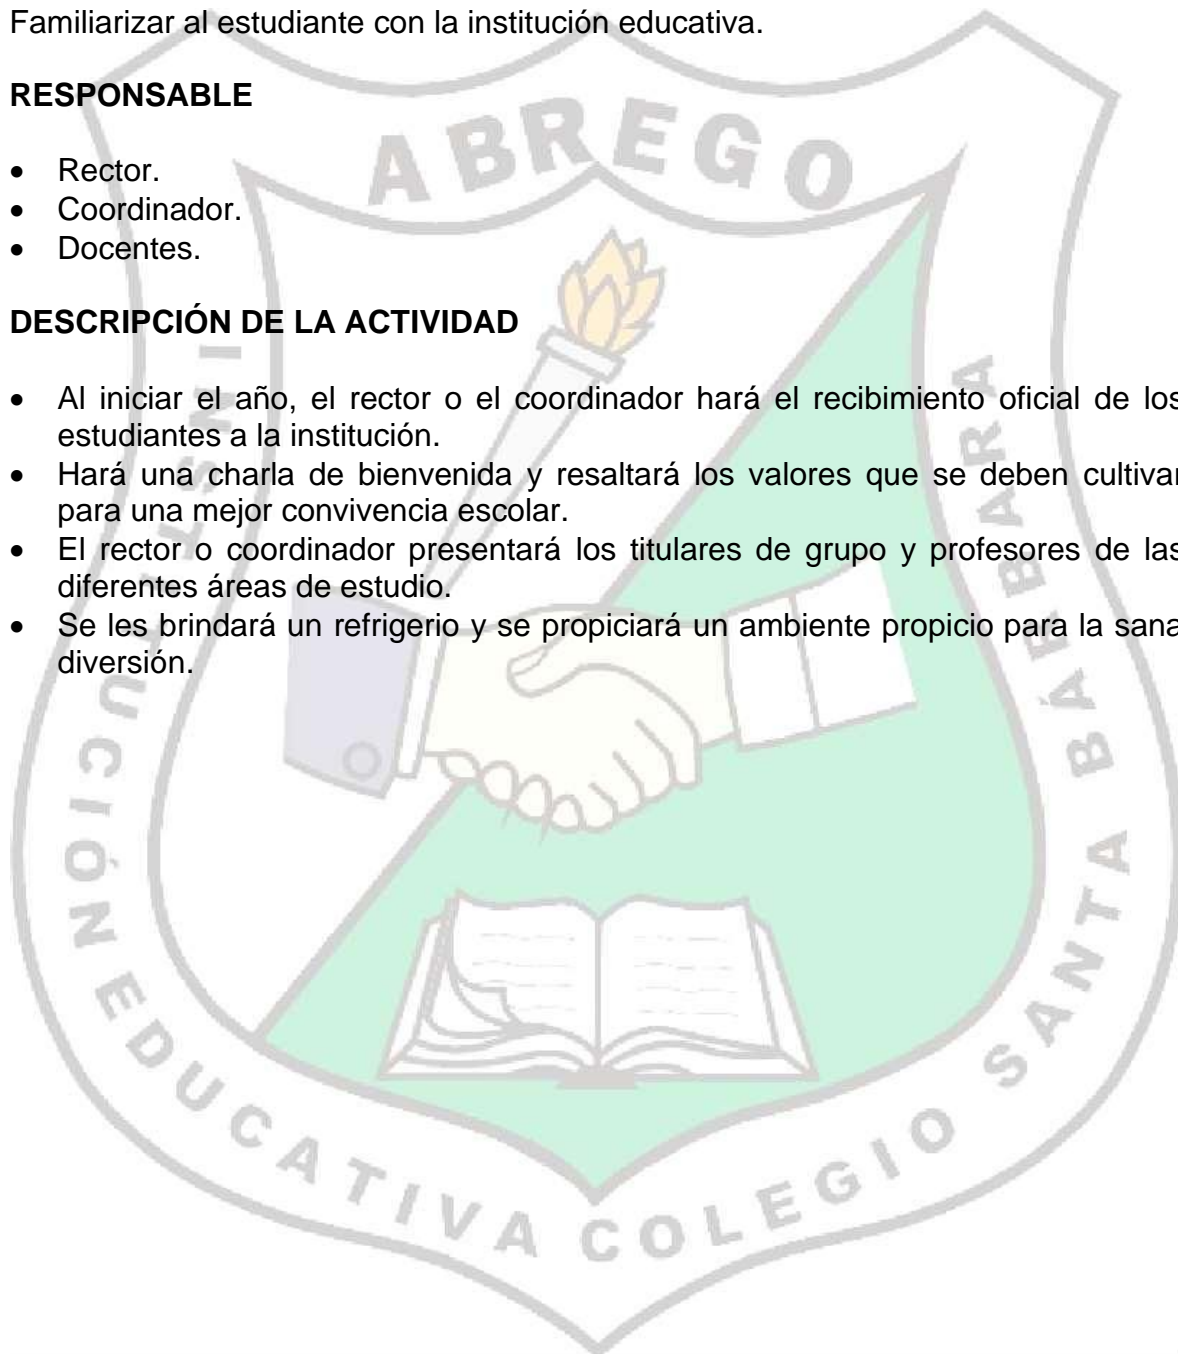 Familiarizar al estudiante con la institución educativa.
RESPONSABLE
• Rector.
• Coordinador.
• Docentes.
DESCRIPCIÓN DE LA ACTIVIDAD
• Al iniciar el año, el rector o el coordinador hará el recibimiento oficial de los
estudiantes a la institución.
• Hará una charla de bienvenida y resaltará los valores que se deben cultivar
para una mejor convivencia escolar.
• El rector o coordinador presentará los titulares de grupo y profesores de las
diferentes áreas de estudio.
• Se les brindará un refrigerio y se propiciará un ambiente propicio para la sana
diversión.
ABREGO
INSTITUCIÓN EDUCATIVA COLEGIO SANTA BÁRBARA